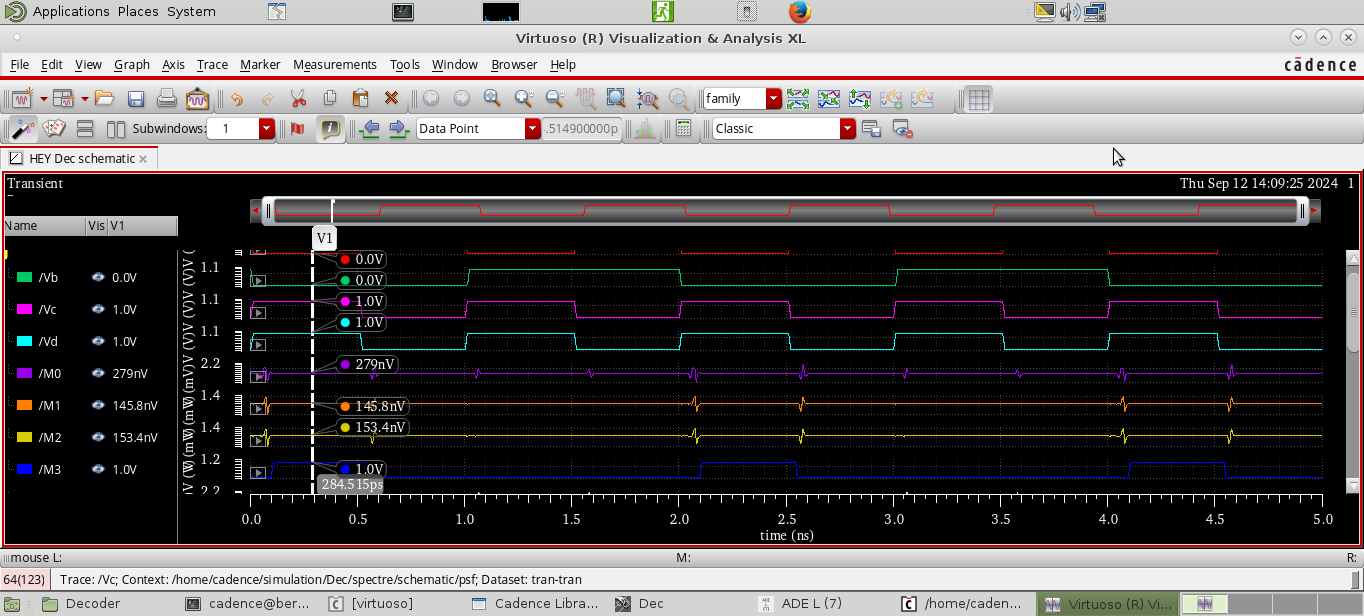 Applications Places System
Virtuoso (R) Visualization & Analysis XL
File Edit View Graph Axis Trace Marker Measurements Tools Window Browser Help
cādence
family
Subwindows: 1 Data Point .514900000p Classic
HEY Dec schematic
Transient Thu Sep 12 14:09:25 2024 1
Name Vis V1
V1
0.0V
/Vb 0.0V 1.1 0.0V
/Vc 1.0V 1.1 1.0V
/Vd 1.0V 1.1 1.0V
/M0 279nV 2.2 279nV
/M1 145.8nV 1.4 145.8nV
/M2 153.4nV 1.4 153.4nV
/M3 1.0V 1.2 1.0V
284.515ps
2.2
0.0 0.5 1.0 1.5 2.0 2.5 3.0 3.5 4.0 4.5 5.0
time (ns)
mouse L: M: R:
64(123) Trace: /Vc; Context: /home/cadence/simulation/Dec/spectre/schematic/psf; Dataset: tran-tran
Decoder cadence@ber... [virtuoso] Cadence Libra... Dec ADE L (7) /home/caden... Virtuoso (R) Vi...